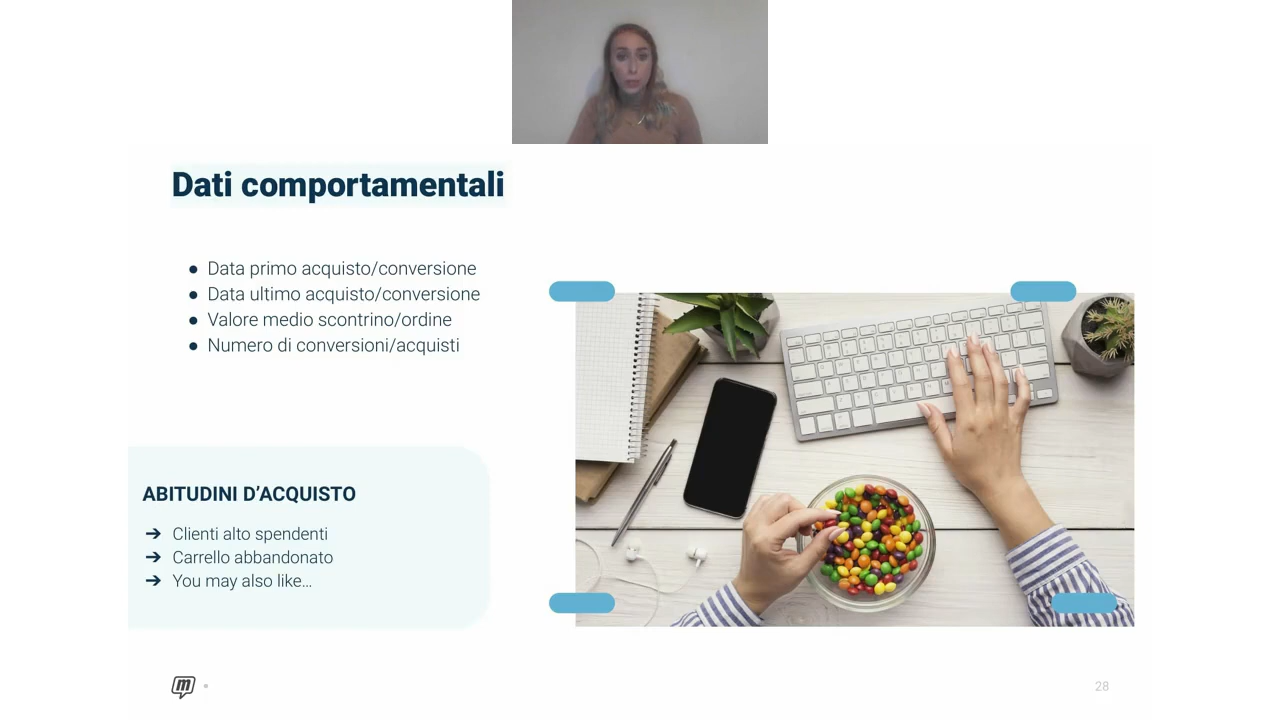 Dati comportamentali
● Data primo acquisto/conversione
● Data ultimo acquisto/conversione
● Valore medio scontrino/ordine
● Numero di conversioni/acquisti
ABITUDINI D’ACQUISTO
➔ Clienti alto spendenti
➔ Carrello abbandonato
➔ You may also like…
m
28